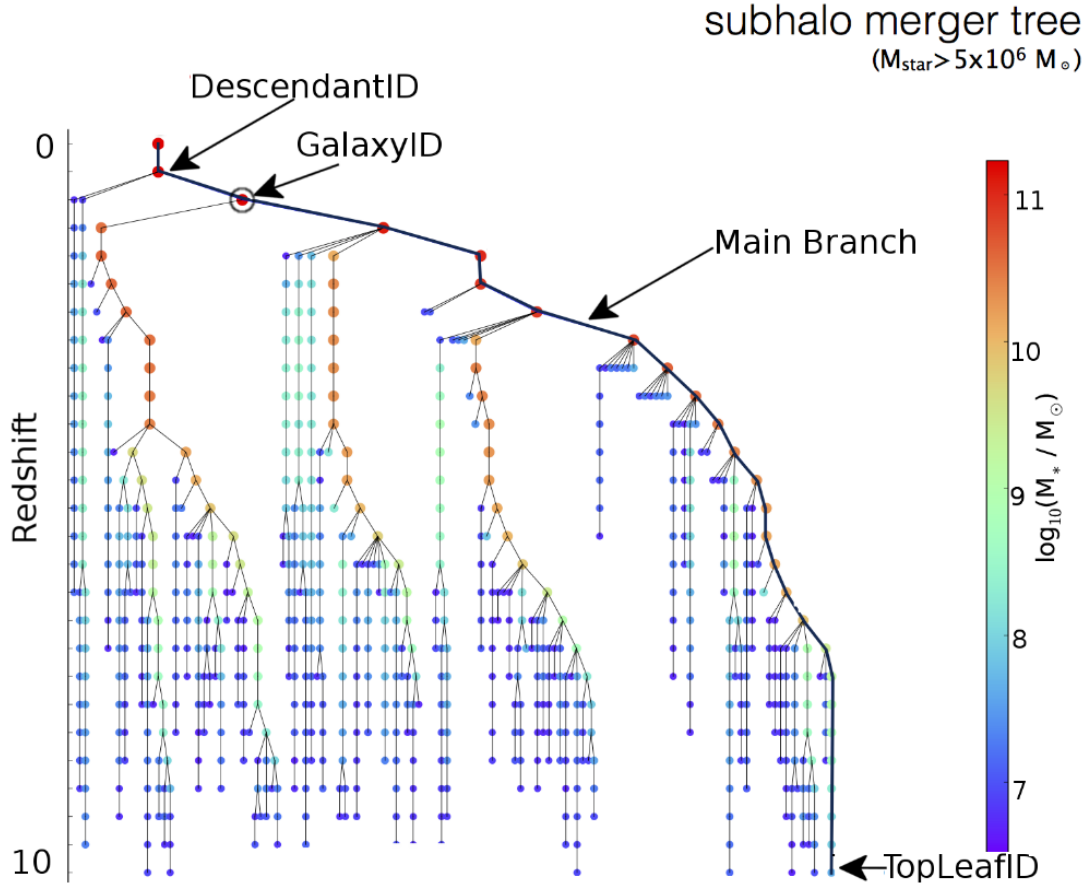 subhalo merger tree
(Mstar>5x10⁶ M☉)
DescendantID
0
GalaxyID
11
Main Branch
10
Redshift
log₁₀(M* / M☉)
9
8
7
10
TopLeafID